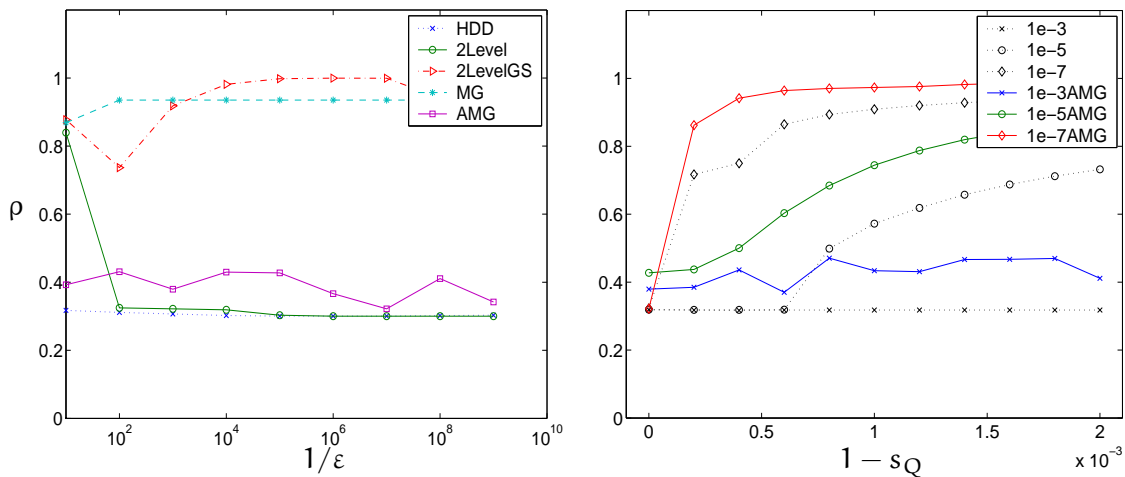 HDD
2Level
2LevelGS
MG
AMG
1
0.8
0.6
0.4
0.2
0
ρ
10^2
10^4
10^6
10^8
10^10
1/ε
1e−3
1e−5
1e−7
1e−3AMG
1e−5AMG
1e−7AMG
1
0.8
0.6
0.4
0.2
0
0
0.5
1
1.5
2
x 10^−3
1 − s_Q